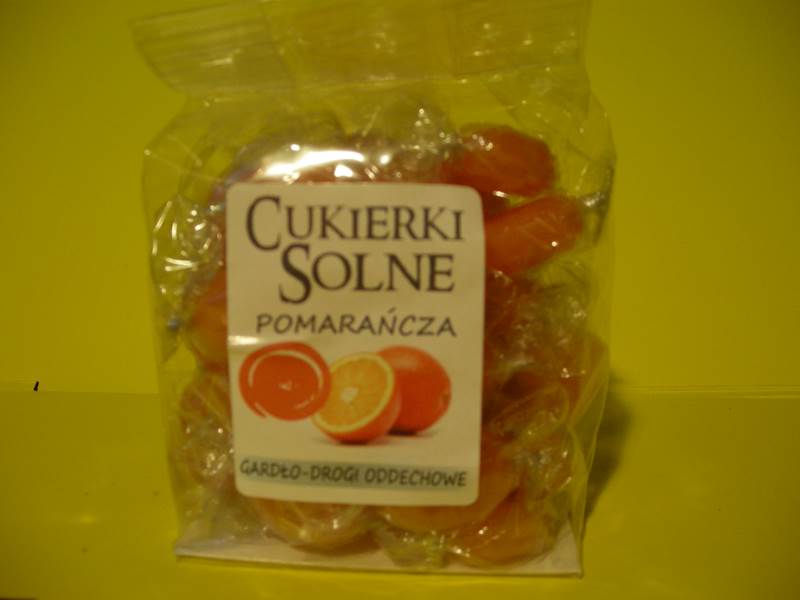 CUKIERKI
SOLNE
POMARAŃCZA
GARDŁO-DROGI ODDECHOWE